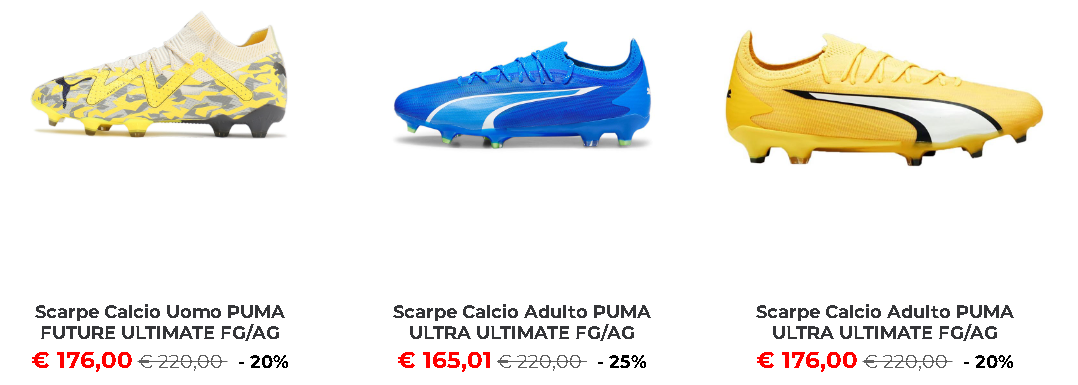 Scarpe Calcio Uomo PUMA
FUTURE ULTIMATE FG/AG
€ 176,00 € 220,00 - 20%
Scarpe Calcio Adulto PUMA
ULTRA ULTIMATE FG/AG
€ 165,01 € 220,00 - 25%
Scarpe Calcio Adulto PUMA
ULTRA ULTIMATE FG/AG
€ 176,00 € 220,00 - 20%